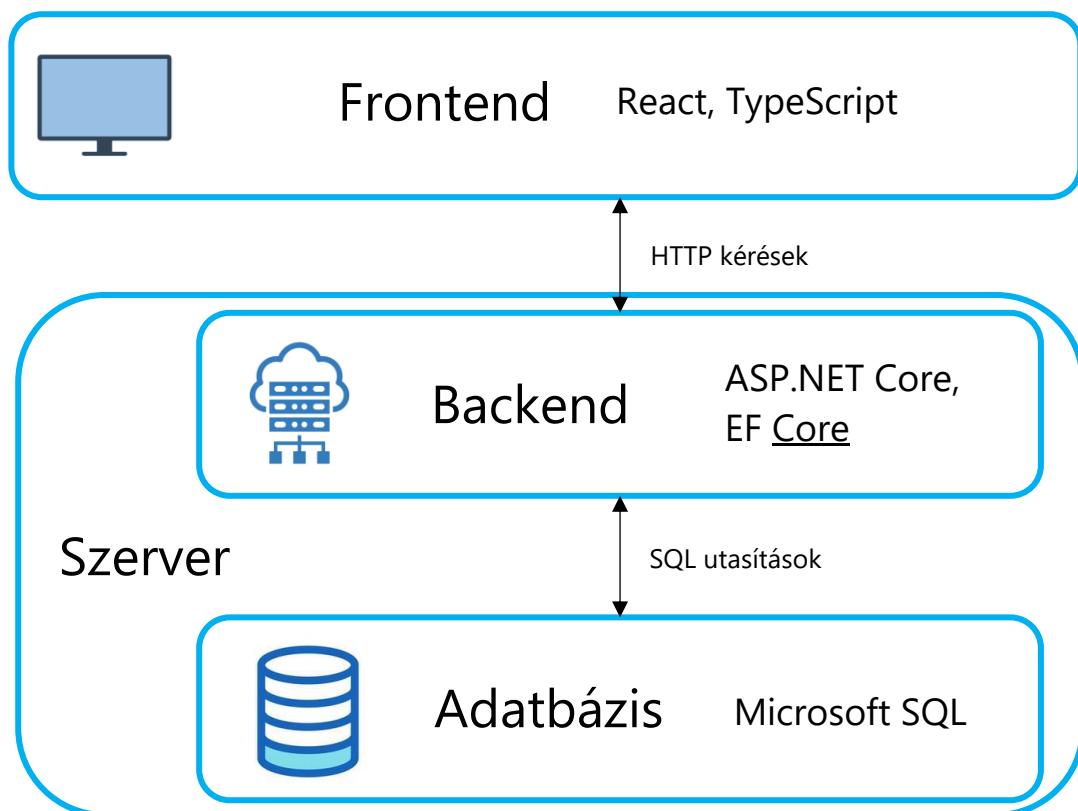 Frontend
React, TypeScript
HTTP kérések
Backend
ASP.NET Core,
EF Core
Szerver
SQL utasítások
Adatbázis
Microsoft SQL